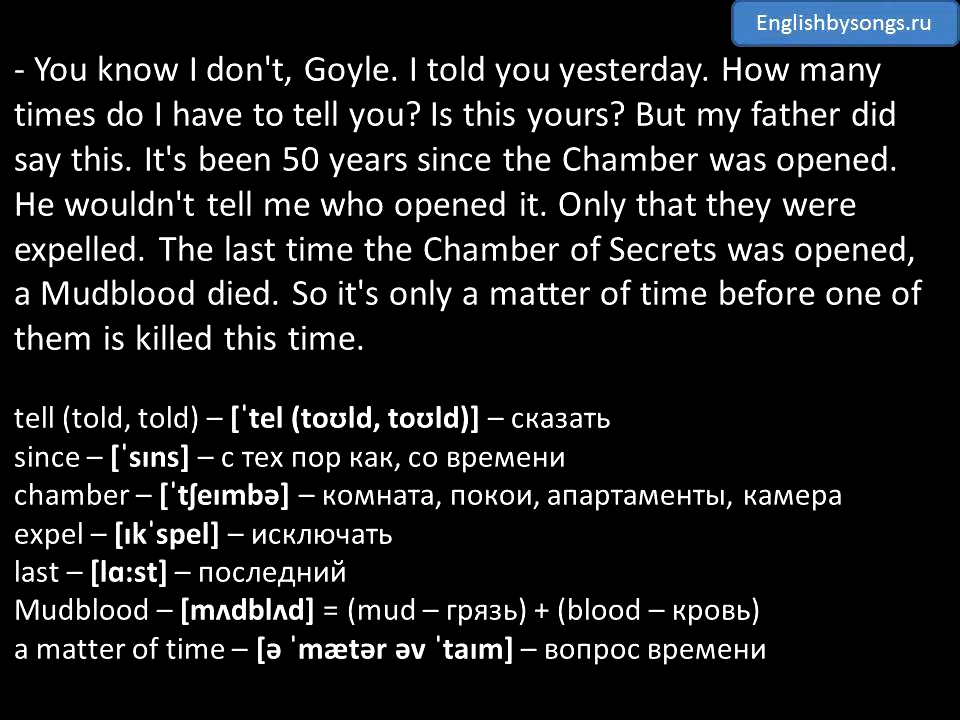 Englishbysongs.ru
- You know I don't, Goyle. I told you yesterday. How many
times do I have to tell you? Is this yours? But my father did
say this. It's been 50 years since the Chamber was opened.
He wouldn't tell me who opened it. Only that they were
expelled. The last time the Chamber of Secrets was opened,
a Mudblood died. So it's only a matter of time before one of
them is killed this time.
tell (told, told) – [ˈtel (toʊld, toʊld)] – сказать
since – [ˈsɪns] – с тех пор как, со времени
chamber – [ˈtʃeɪmbə] – комната, покои, апартаменты, камера
expel – [ɪkˈspel] – исключать
last – [lɑ:st] – последний
Mudblood – [mʌdblʌd] = (mud – грязь) + (blood – кровь)
a matter of time – [ə ˈmætər əv ˈtaɪm] – вопрос времени